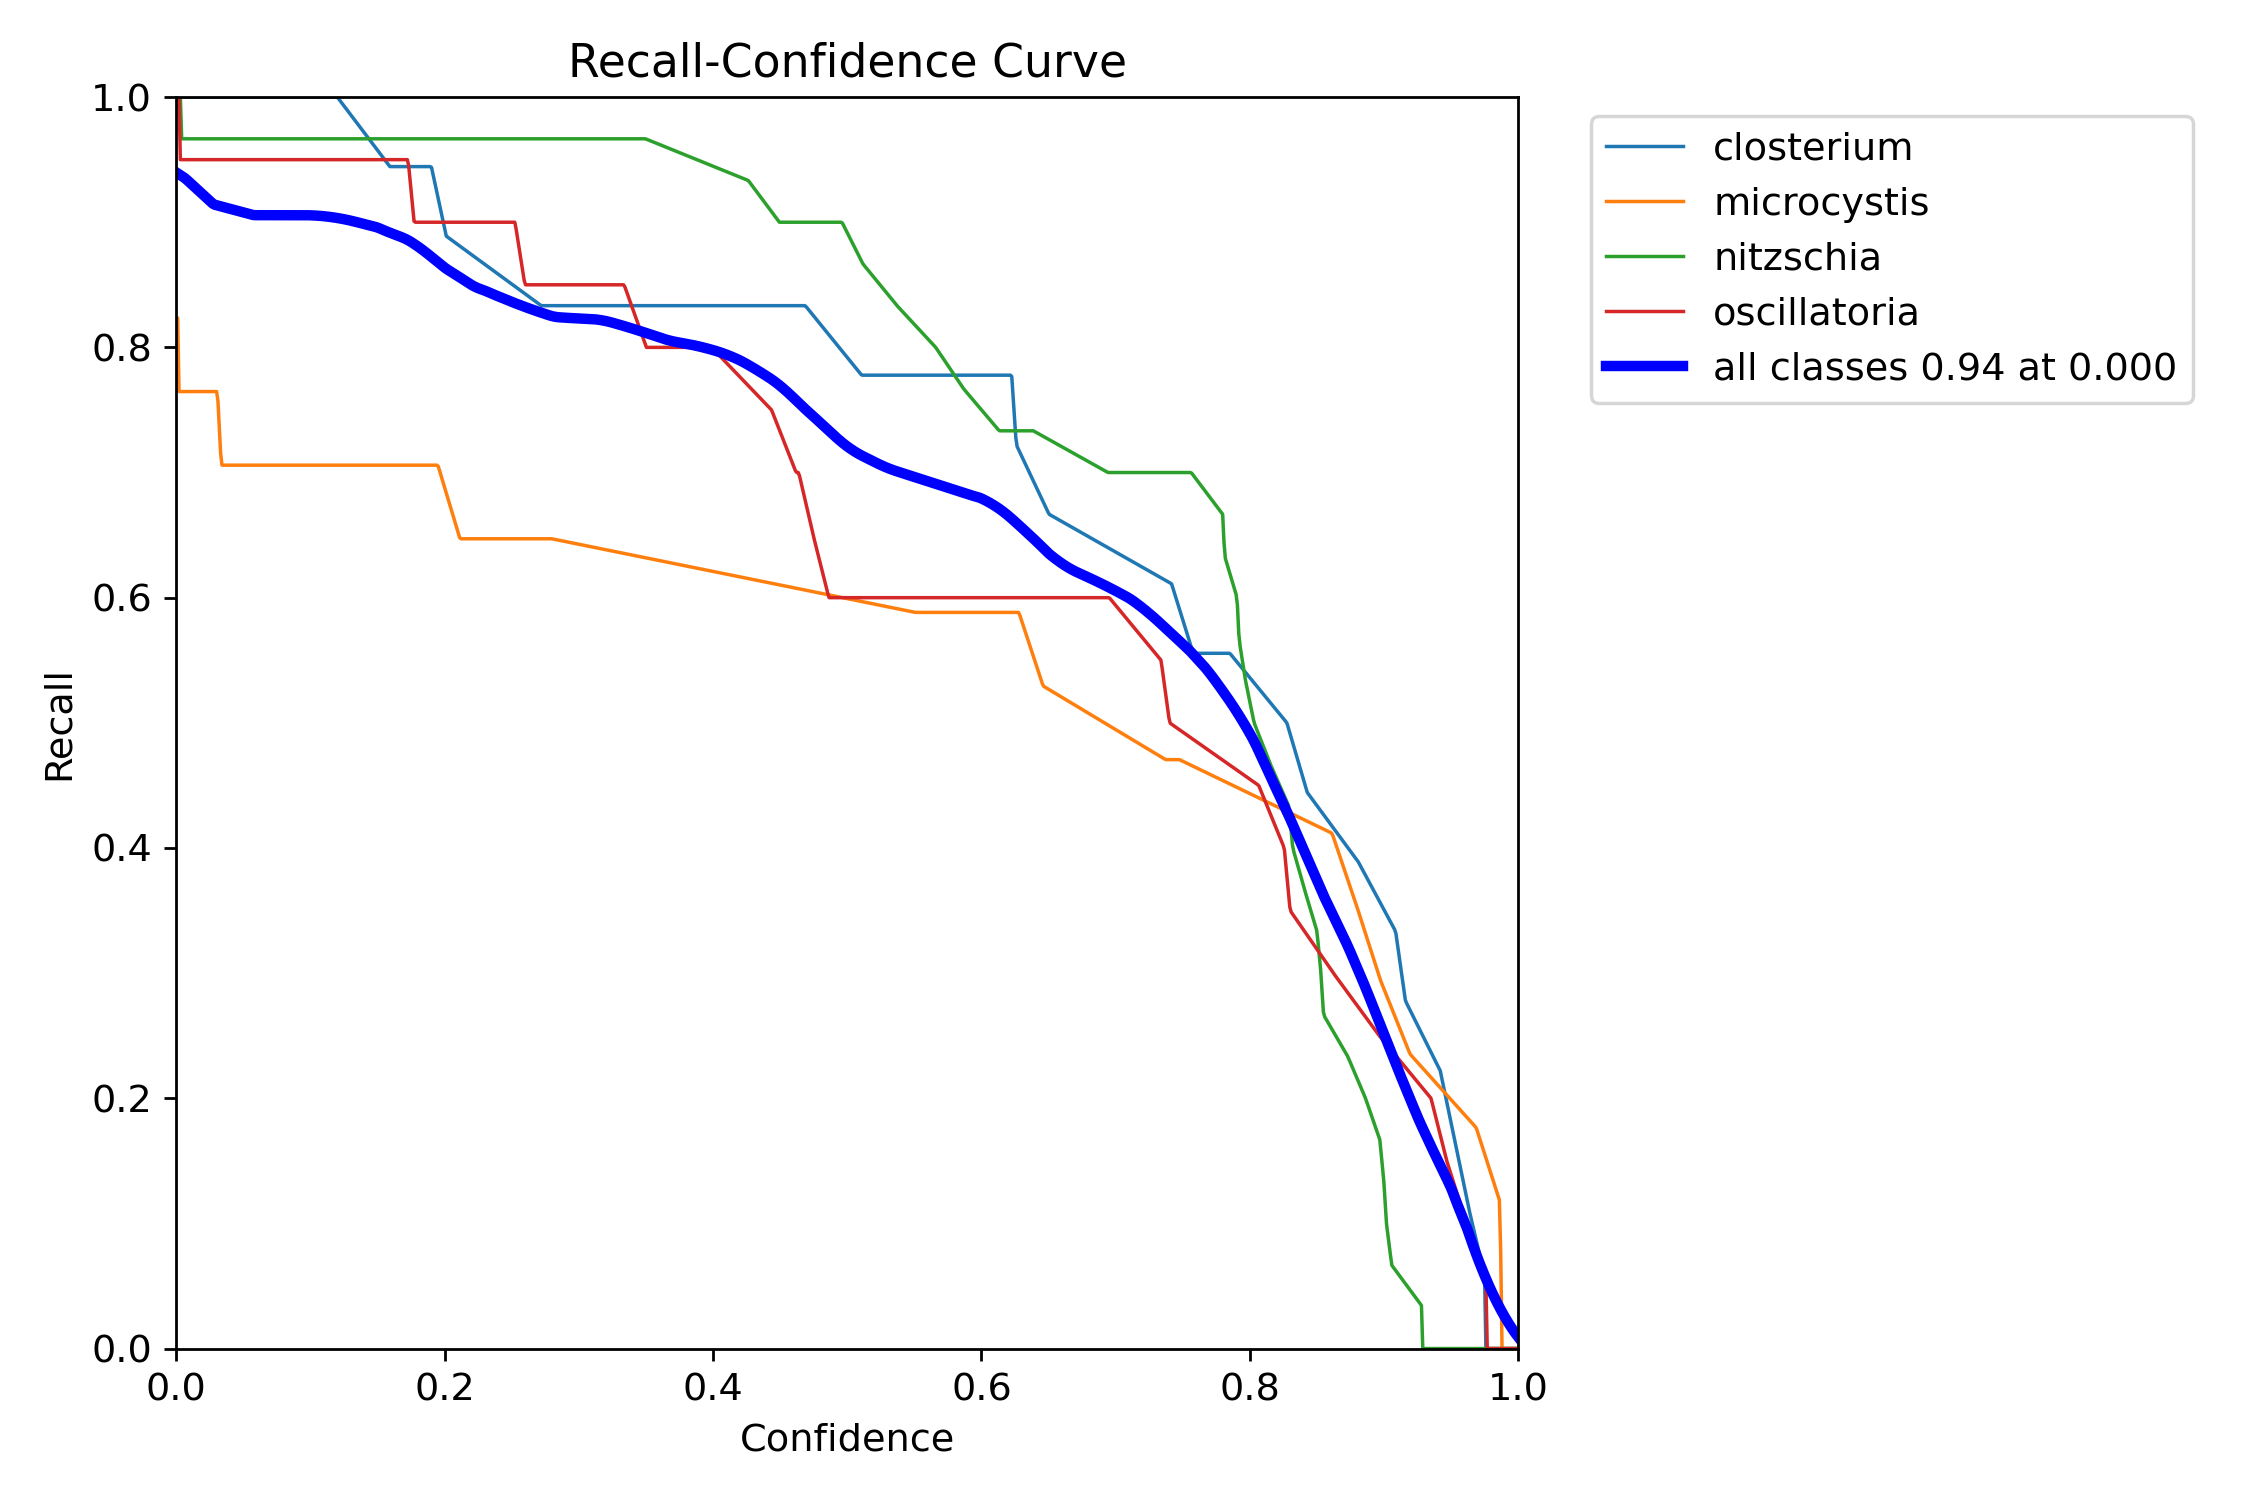 Recall-Confidence Curve
1.0
0.8
0.6
0.4
0.2
0.0
Recall
0.0 0.2 0.4 0.6 0.8 1.0
Confidence
closterium
microcystis
nitzschia
oscillatoria
all classes 0.94 at 0.000